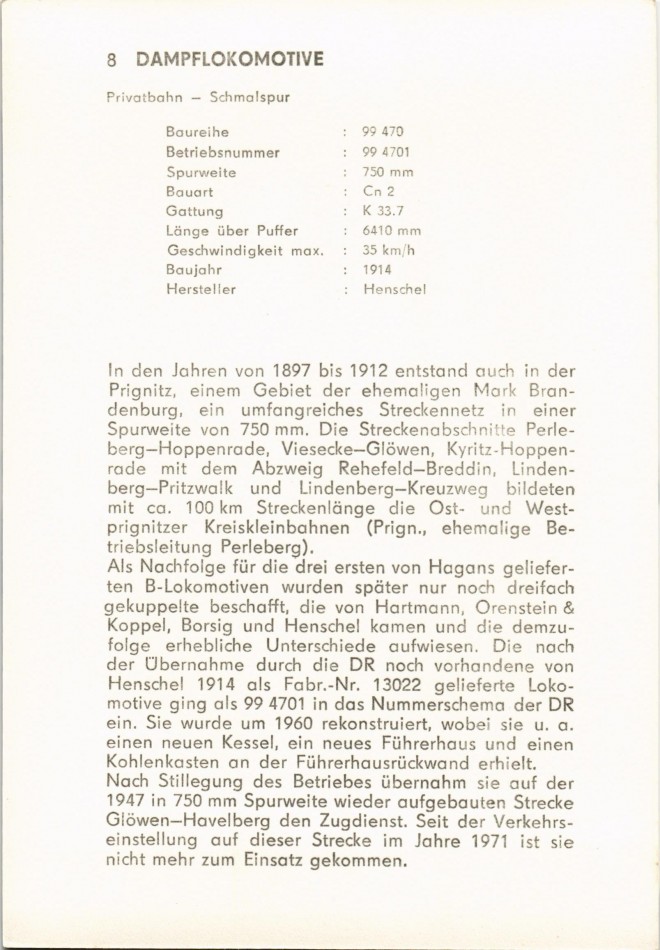 8 DAMPFLOKOMOTIVE
Privatbahn – Schmalspur
Baureihe : 99 470
Betriebsnummer : 99 4701
Spurweite : 750 mm
Bauart : Cn 2
Gattung : K 33.7
Länge über Puffer : 6410 mm
Geschwindigkeit max. : 35 km/h
Baujahr : 1914
Hersteller : Henschel
In den Jahren von 1897 bis 1912 entstand auch in der
Prignitz, einem Gebiet der ehemaligen Mark Bran-
denburg, ein umfangreiches Streckennetz in einer
Spurweite von 750 mm. Die Streckenabschnitte Perle-
berg–Hoppenrade, Viesecke–Glöwen, Kyritz-Hoppen-
rade mit dem Abzweig Rehefeld–Breddin, Linden-
berg–Pritzwalk und Lindenberg–Kreuzweg bildeten
mit ca. 100 km Streckenlänge die Ost- und West-
prignitzer Kreiskleinbahnen (Prign., ehemalige Be-
triebsleitung Perleberg).
Als Nachfolge für die drei ersten von Hagans geliefer-
ten B-Lokomotiven wurden später nur noch dreifach
gekuppelte beschafft, die von Hartmann, Orenstein &
Koppel, Borsig und Henschel kamen und die demzu-
folge erhebliche Unterschiede aufwiesen. Die nach
der Übernahme durch die DR noch vorhandene von
Henschel 1914 als Fabr.-Nr. 13022 gelieferte Loko-
motive ging als 99 4701 in das Nummerschema der DR
ein. Sie wurde um 1960 rekonstruiert, wobei sie u. a.
einen neuen Kessel, ein neues Führerhaus und einen
Kohlenkasten an der Führerhausrückwand erhielt.
Nach Stillegung des Betriebes übernahm sie auf der
1947 in 750 mm Spurweite wieder aufgebauten Strecke
Glöwen–Havelberg den Zugdienst. Seit der Verkehrs-
einstellung auf dieser Strecke im Jahre 1971 ist sie
nicht mehr zum Einsatz gekommen.